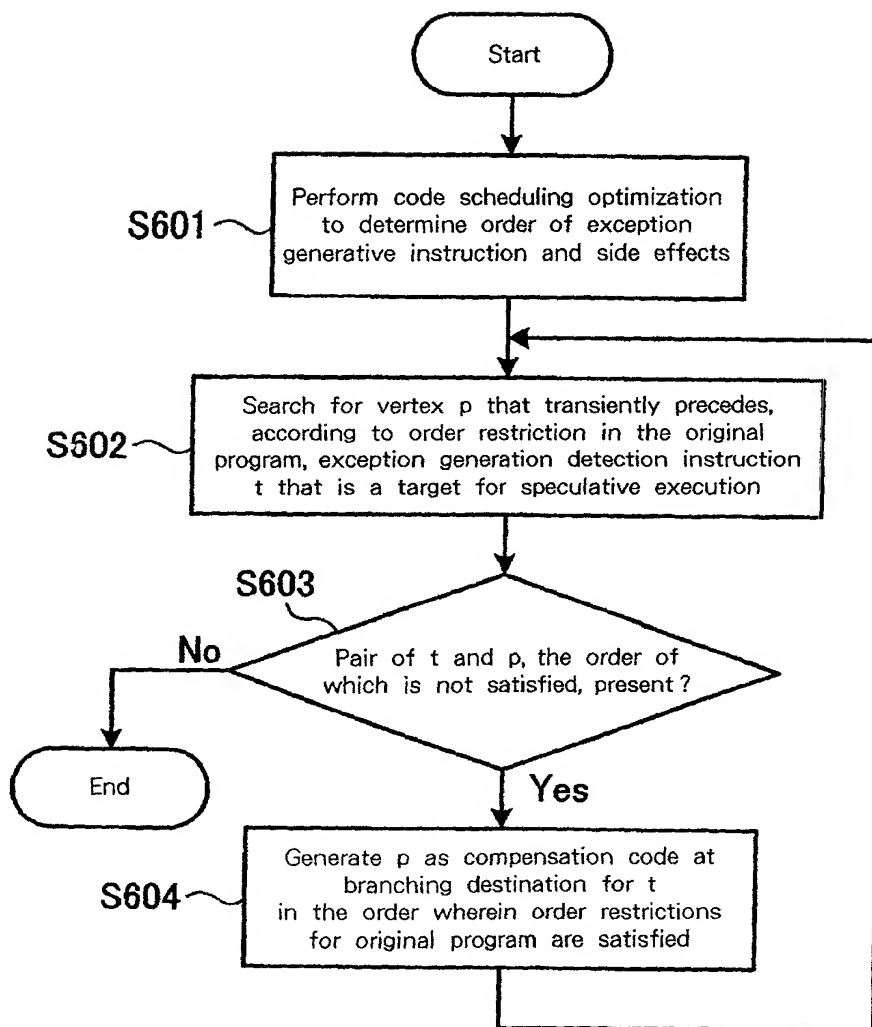 Start
S601
Perform code scheduling optimization
to determine order of exception
generative instruction and side effects
S602
Search for vertex p that transiently precedes,
according to order restriction in the original
program, exception generation detection instruction
t that is a target for speculative execution
S603
No
Pair of t and p, the order of
which is not satisfied, present ?
End
Yes
S604
Generate p as compensation code at
branching destination for t
in the order wherein order restrictions
for original program are satisfied